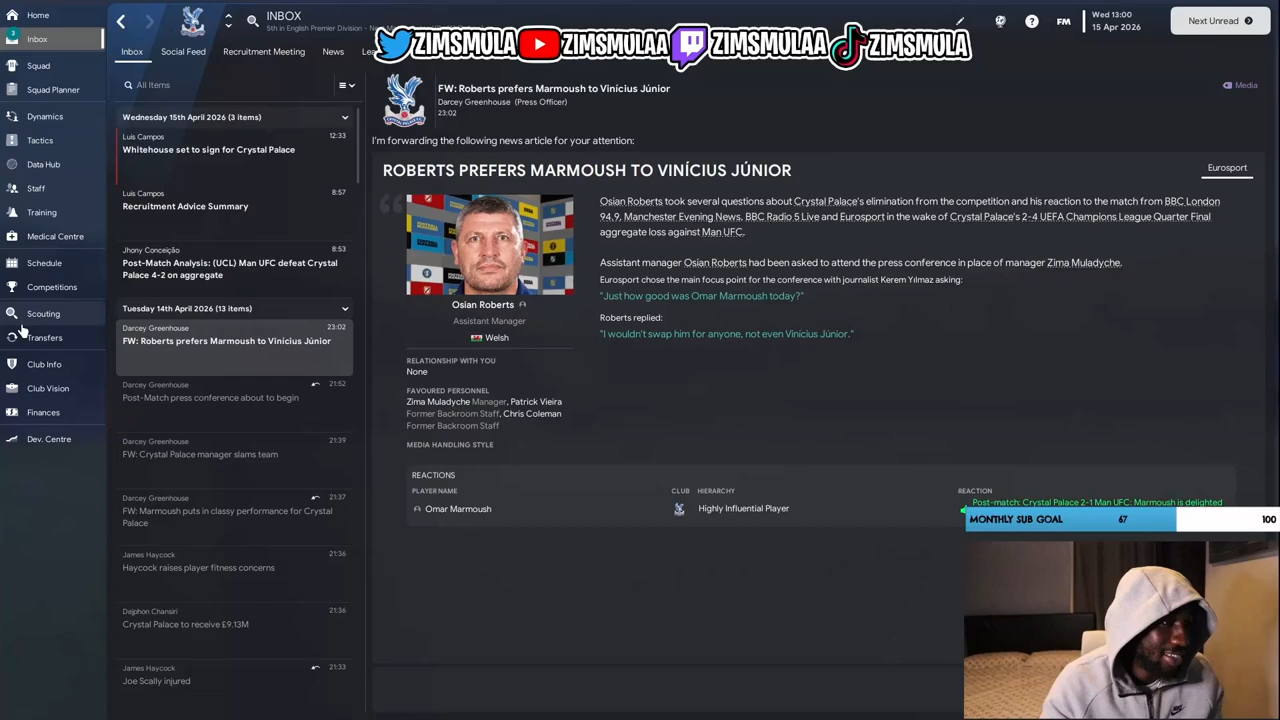 Home
3
Inbox
Squad
Squad Planner
Dynamics
Tactics
Data Hub
Staff
Training
Medical Centre
Schedule
Competitions
Scouting
Transfers
Club Info
Club Vision
Finances
Dev. Centre
INBOX
5th in English Premier Division -
FM
Wed 13:00
15 Apr 2026
Next Unread
ZIMSMULA
ZIMSMULAA
ZIMSMULAA
ZIMSMULA
Inbox
Social Feed
Recruitment Meeting
News
All Items
Wednesday 15th April 2026 (3 items)
Luis Campos
12:33
Whitehouse set to sign for Crystal Palace
Luis Campos
8:57
Recruitment Advice Summary
Jhony Conceição
8:53
Post-Match Analysis: (UCL) Man UFC defeat Crystal
Palace 4-2 on aggregate
Tuesday 14th April 2026 (13 items)
Darcey Greenhouse
23:02
FW: Roberts prefers Marmoush to Vinícius Júnior
Darcey Greenhouse
21:52
Post-Match press conference about to begin
Darcey Greenhouse
21:39
FW: Crystal Palace manager slams team
Darcey Greenhouse
21:37
FW: Marmoush puts in classy performance for Crystal
Palace
James Haycock
21:36
Haycock raises player fitness concerns
Dejphon Chansiri
21:36
Crystal Palace to receive £9.13M
James Haycock
21:33
Joe Scally injured
FW: Roberts prefers Marmoush to Vinícius Júnior
Darcey Greenhouse (Press Officer)
23:02
Media
I'm forwarding the following news article for your attention:
ROBERTS PREFERS MARMOUSH TO VINÍCIUS JÚNIOR
Eurosport
Osian Roberts
Assistant Manager
Welsh
RELATIONSHIP WITH YOU
None
FAVOURED PERSONNEL
Zima Muladyche Manager, Patrick Vieira
Former Backroom Staff, Chris Coleman
Former Backroom Staff
MEDIA HANDLING STYLE
Osian Roberts took several questions about Crystal Palace's elimination from the competition and his reaction to the match from BBC London
94.9, Manchester Evening News, BBC Radio 5 Live and Eurosport in the wake of Crystal Palace's 2-4 UEFA Champions League Quarter Final
aggregate loss against Man UFC.
Assistant manager Osian Roberts had been asked to attend the press conference in place of manager Zima Muladyche.
Eurosport chose the main focus point for the conference with journalist Kerem Yılmaz asking:
"Just how good was Omar Marmoush today?"
Roberts replied:
"I wouldn't swap him for anyone, not even Vinícius Júnior."
REACTIONS
PLAYER NAME
CLUB
HIERARCHY
REACTION
Omar Marmoush
Highly Influential Player
Post-match: Crystal Palace 2-1 Man UFC: Marmoush is delighted
MONTHLY SUB GOAL
67
100